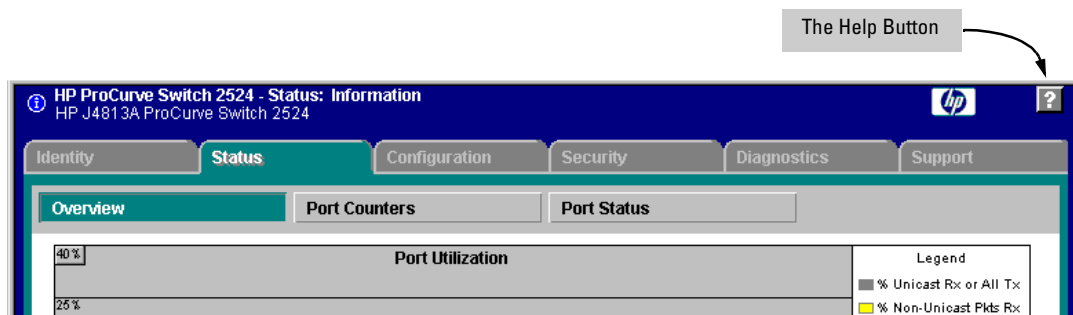 The Help Button
HP ProCurve Switch 2524 - Status: Information
HP J4813A ProCurve Switch 2524
hp
?
Identity
Status
Configuration
Security
Diagnostics
Support
Overview
Port Counters
Port Status
40%
Port Utilization
Legend
% Unicast Rx or All Tx
25%
% Non-Unicast Pkts Rx